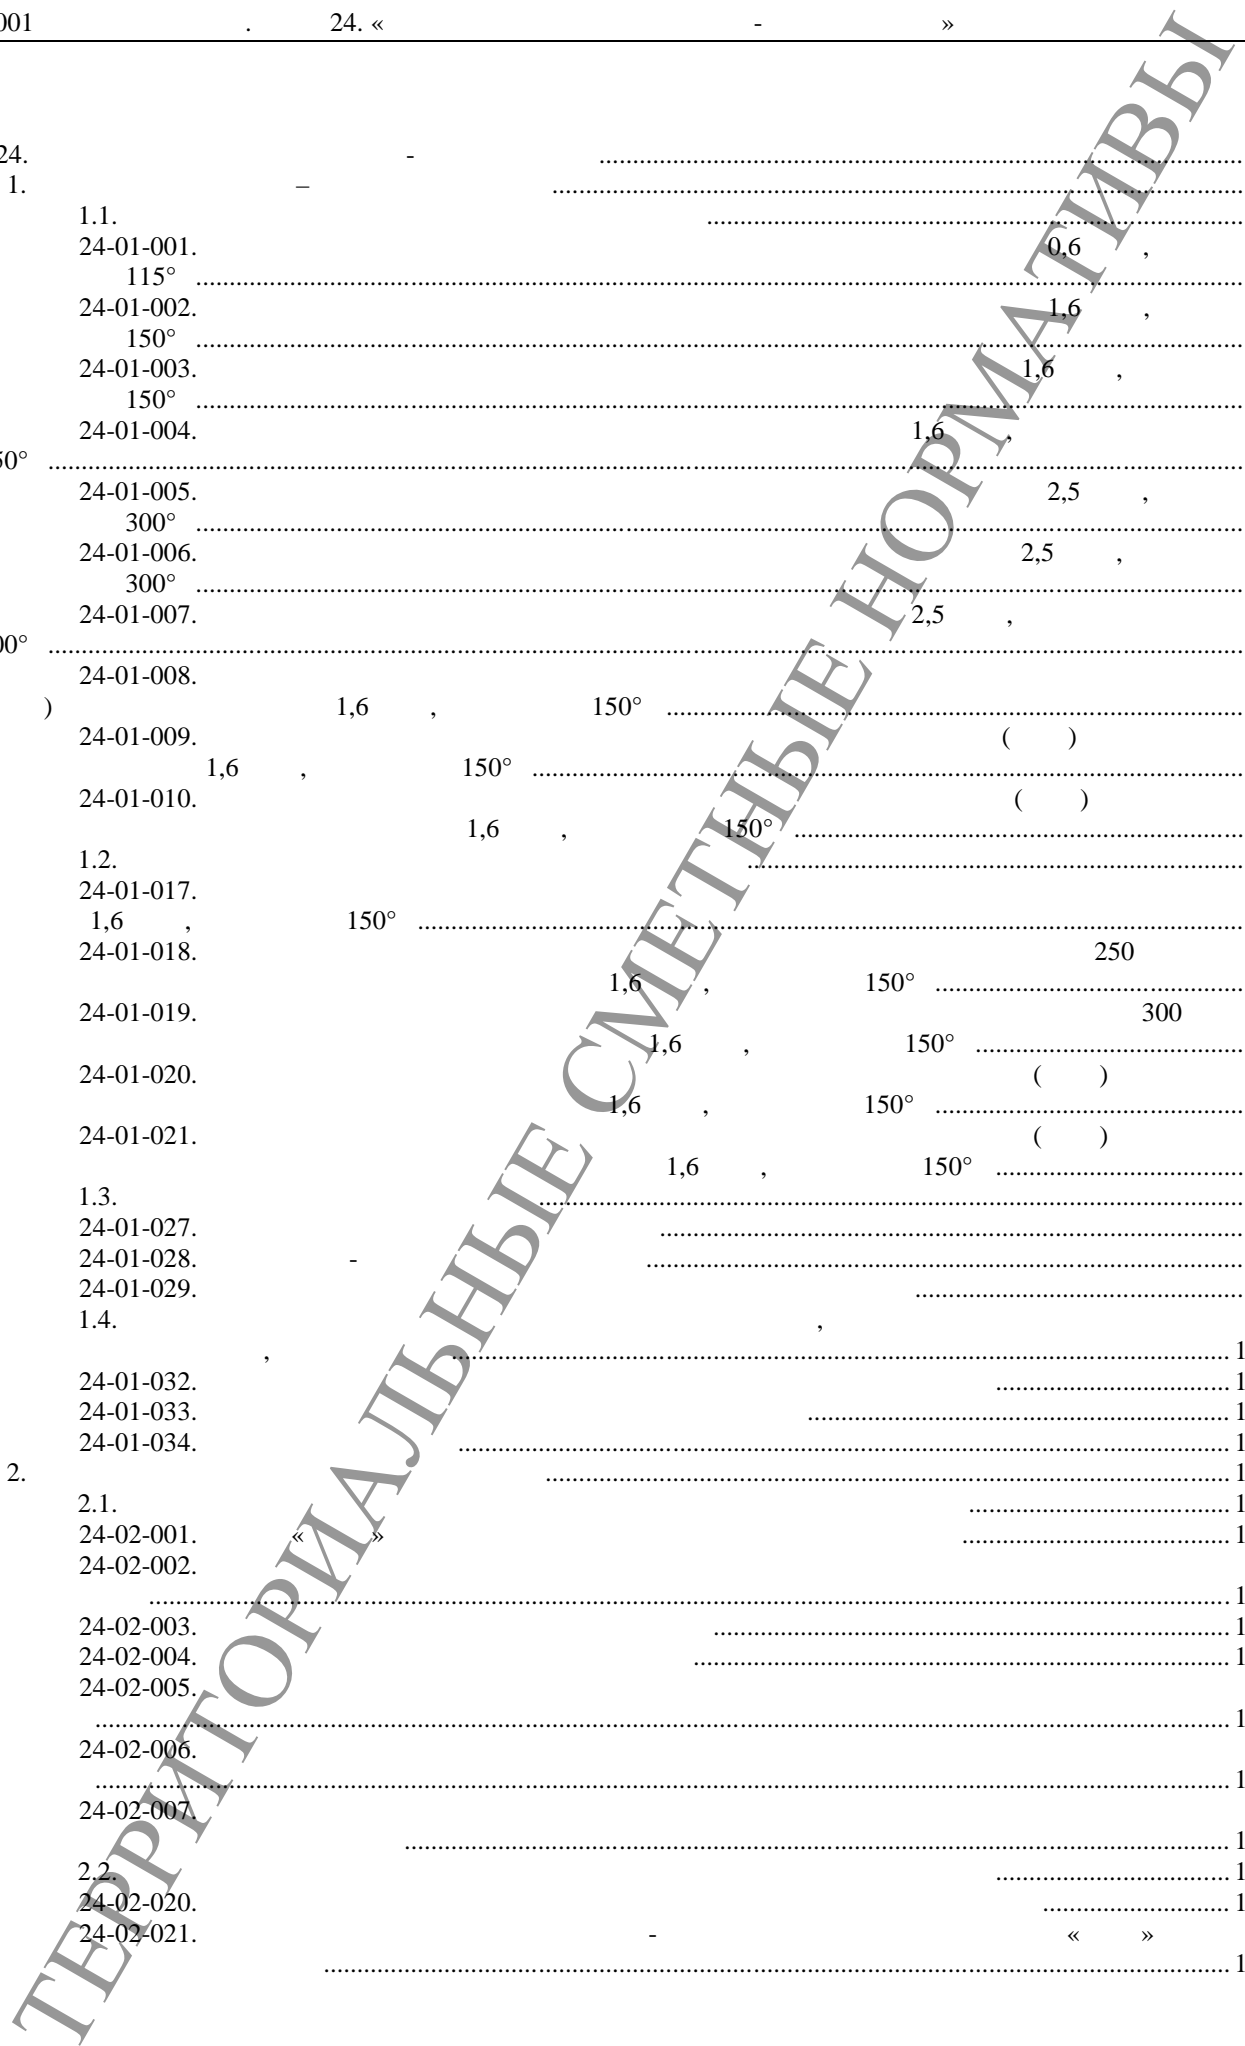 001 . 24. « - »
24. - ........
1. – ........
1.1. ........
24-01-001. 0,6 ,
115° ........
24-01-002. 1,6 ,
150° ........
24-01-003. 1,6 ,
150° ........
24-01-004. 1,6 ,
50° ........
24-01-005. 2,5 ,
300° ........
24-01-006. 2,5 ,
300° ........
24-01-007. 2,5 ,
00° ........
24-01-008.
) 1,6 , 150° ........
24-01-009. ( )
1,6 , 150° ........
24-01-010. ( )
1,6 , 150° ........
1.2. ........
24-01-017.
1,6 , 150° ........
24-01-018. 250
1,6 , 150° ........
24-01-019. 300
1,6 , 150° ........
24-01-020. ( )
1,6 , 150° ........
24-01-021. ( )
1,6 , 150° ........
1.3. ........
24-01-027. ........
24-01-028. - ........
24-01-029. ........
1.4. ,
, ........ 1
24-01-032. ........ 1
24-01-033. ........ 1
24-01-034. ........ 1
2. ........ 1
2.1. ........ 1
24-02-001. « » ........ 1
24-02-002.
........ 1
24-02-003. ........ 1
24-02-004. ........ 1
24-02-005.
........ 1
24-02-006.
........ 1
24-02-007.
........ 1
2.2. ........ 1
24-02-020. ........ 1
24-02-021. - « »
........ 1
ТЕРРИТОРИАЛЬНЫЕ СМЕТНЫЕ НОРМАТИВЫ